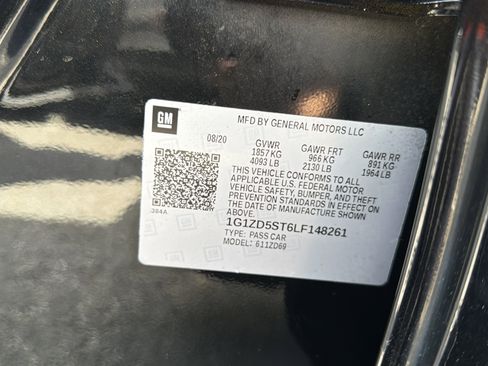 GM
MFD BY GENERAL MOTORS LLC
08/20 GVWR GAWR FRT GAWR RR
1857 KG 966 KG 891 KG
4093 LB 2130 LB 1964 LB
THIS VEHICLE CONFORMS TO ALL
APPLICABLE U.S. FEDERAL MOTOR
VEHICLE SAFETY, BUMPER, AND THEFT
PREVENTION STANDARDS IN EFFECT ON
THE DATE OF MANUFACTURE SHOWN
ABOVE.
384A
1G1ZD5ST6LF148261
TYPE: PASS CAR
MODEL: 611ZD69